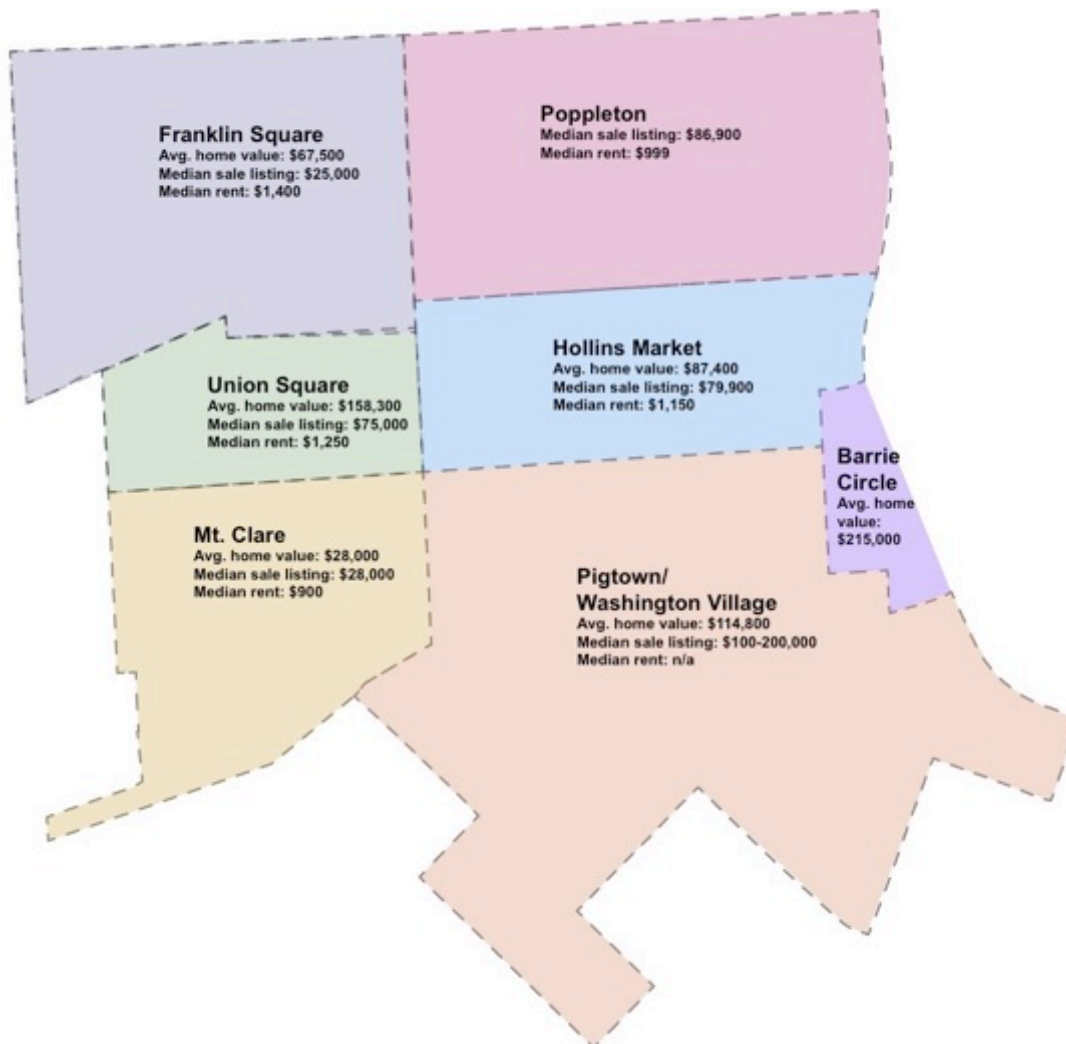 Franklin Square
Avg. home value: $67,500
Median sale listing: $25,000
Median rent: $1,400
Poppleton
Median sale listing: $86,900
Median rent: $999
Union Square
Avg. home value: $158,300
Median sale listing: $75,000
Median rent: $1,250
Hollins Market
Avg. home value: $87,400
Median sale listing: $79,900
Median rent: $1,150
Barrie
Circle
Avg. home
value:
$215,000
Mt. Clare
Avg. home value: $28,000
Median sale listing: $28,000
Median rent: $900
Pigtown/
Washington Village
Avg. home value: $114,800
Median sale listing: $100-200,000
Median rent: n/a